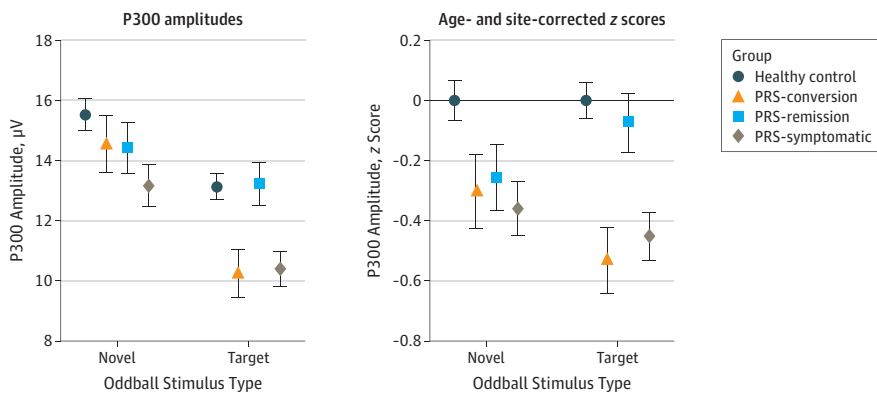 P300 amplitudes
18
16
14
12
10
8
P300 Amplitude, µV
Novel
Target
Oddball Stimulus Type
Age- and site-corrected z scores
0.2
0
-0.2
-0.4
-0.6
-0.8
P300 Amplitude, z Score
Novel
Target
Oddball Stimulus Type
Group
Healthy control
PRS-conversion
PRS-remission
PRS-symptomatic